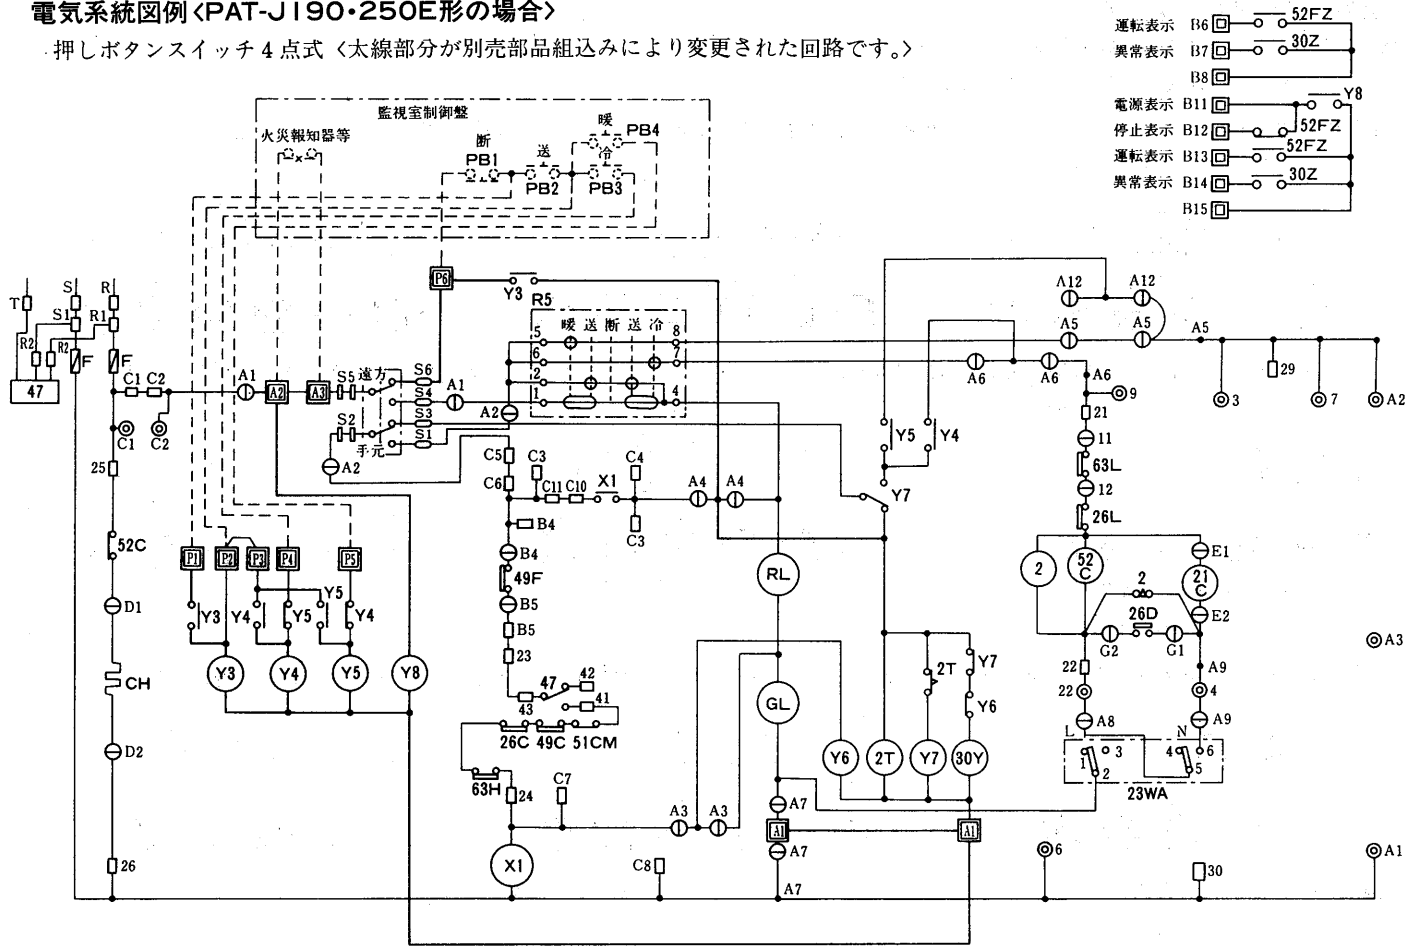 電気系統図例〈PAT-J190・250E形の場合〉
押しボタンスイッチ4点式〈太線部分が別売部品組込みにより変更された回路です。〉
運転表示 B6 52FZ
異常表示 B7 30Z
B8
電源表示 B11 Y8
停止表示 B12 52FZ
運転表示 B13 52FZ
異常表示 B14 30Z
B15
監視室制御盤
火災報知器等
断 PB1
送 PB2
暖 PB4
冷 PB3
P6 Y3 R5
T S R
S1 R1
R2 R2 F F
47
C1 C2 A1 A2 A3 S5 遠方 S6
S4 A1
S2 S3
手元 S1
A2 A2
C1 C2
暖 送 断 送 冷
5 8
6 7
2
1 4
A12 A12
A5 A5 A5
A6 A6 A6
9 29 3 7 A2
21
11
63L
12
26L
Y5 Y4
Y7
25
52C
D1
CH
D2
26
C5 C3 C4
C6 C11 C10 X1 A4 A4
C3
B4
B4
49F
B5
B5
23
P1 P2 P3 P4 P5
Y3 Y4 Y5 Y5 Y4
Y3 Y4 Y5 Y8
RL
GL
43 47 42
41
26C 49C 51CM
63H 24 C7
X1
A3 A3
C8
A7
A1
A7
A7
2T Y7
Y6
Y6 2T Y7 30Y
A1
2 52C E1
21C
2 E2
26D
G2 G1
22 A9
22 4
A8 A9
L N
1 3 4 6
2 5
23WA
A3
6 30 A1